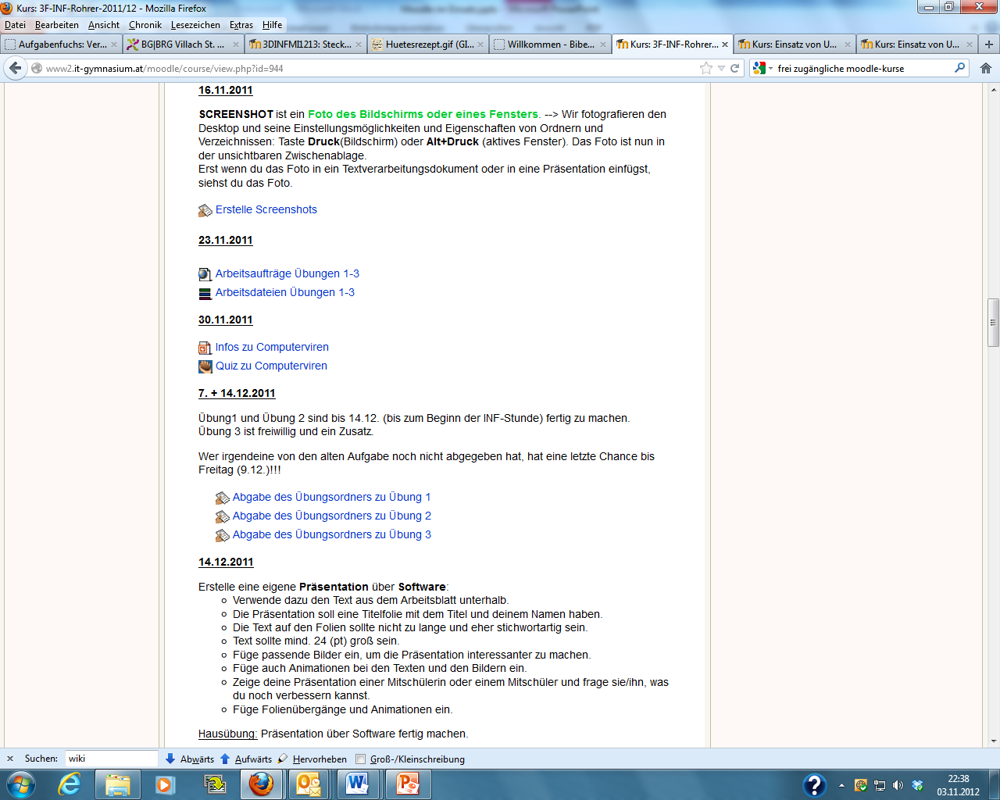 Kurs: 3F-INF-Rohrer-2011/12 - Mozilla Firefox
Datei Bearbeiten Ansicht Chronik Lesezeichen Extras Hilfe
Aufgabenfuchs: Ver... BG|BRG Villach St. ... 3DINFMI1213: Steck... Huetesrezept.gif (GI... Willkommen - Bibe... Kurs: 3F-INF-Rohrer... Kurs: Einsatz von U... Kurs: Einsatz von U...
www2.it-gymnasium.at/moodle/course/view.php?id=944 frei zugängliche moodle-kurse
16.11.2011
SCREENSHOT ist ein Foto des Bildschirms oder eines Fensters. --> Wir fotografieren den
Desktop und seine Einstellungsmöglichkeiten und Eigenschaften von Ordnern und
Verzeichnissen: Taste Druck(Bildschirm) oder Alt+Druck (aktives Fenster). Das Foto ist nun in
der unsichtbaren Zwischenablage.
Erst wenn du das Foto in ein Textverarbeitungsdokument oder in eine Präsentation einfügst,
siehst du das Foto.
Erstelle Screenshots
23.11.2011
Arbeitsaufträge Übungen 1-3
Arbeitsdateien Übungen 1-3
30.11.2011
Infos zu Computerviren
Quiz zu Computerviren
7. + 14.12.2011
Übung1 und Übung 2 sind bis 14.12. (bis zum Beginn der INF-Stunde) fertig zu machen.
Übung 3 ist freiwillig und ein Zusatz.
Wer irgendeine von den alten Aufgabe noch nicht abgegeben hat, hat eine letzte Chance bis
Freitag (9.12.)!!!
Abgabe des Übungsordners zu Übung 1
Abgabe des Übungsordners zu Übung 2
Abgabe des Übungsordners zu Übung 3
14.12.2011
Erstelle eine eigene Präsentation über Software:
Verwende dazu den Text aus dem Arbeitsblatt unterhalb.
Die Präsentation soll eine Titelfolie mit dem Titel und deinem Namen haben.
Die Text auf den Folien sollte nicht zu lange und eher stichwortartig sein.
Text sollte mind. 24 (pt) groß sein.
Füge passende Bilder ein, um die Präsentation interessanter zu machen.
Füge auch Animationen bei den Texten und den Bildern ein.
Zeige deine Präsentation einer Mitschülerin oder einem Mitschüler und frage sie/ihn, was
du noch verbessern kannst.
Füge Folienübergänge und Animationen ein.
Hausübung: Präsentation über Software fertig machen.
Suchen: wiki Abwärts Aufwärts Hervorheben Groß-/Kleinschreibung
22:38
03.11.2012